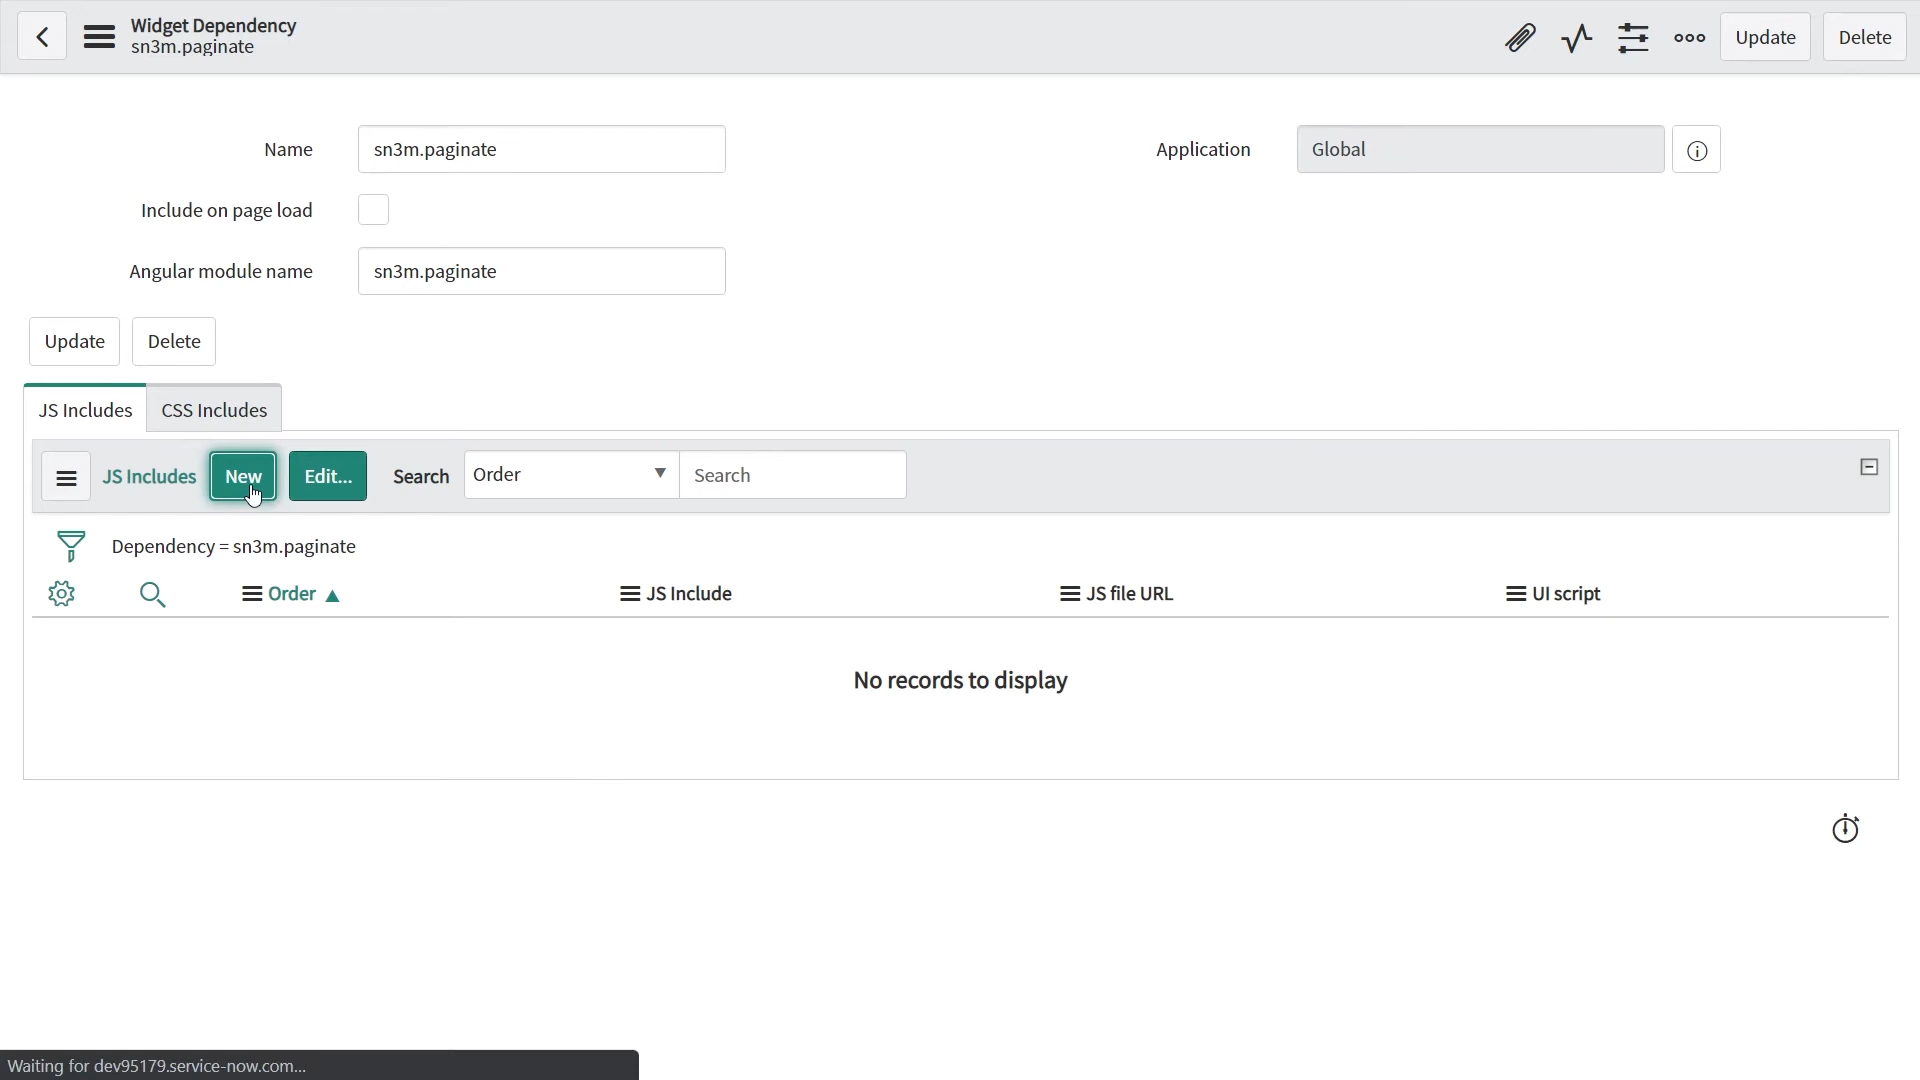 Widget Dependency
sn3m.paginate
Update
Delete
Name
sn3m.paginate
Application
Global
Include on page load
Angular module name
sn3m.paginate
Update
Delete
JS Includes
CSS Includes
JS Includes
New
Edit...
Search
Order
Search
Dependency = sn3m.paginate
Order
JS Include
JS file URL
UI script
No records to display
Waiting for dev95179.service-now.com...